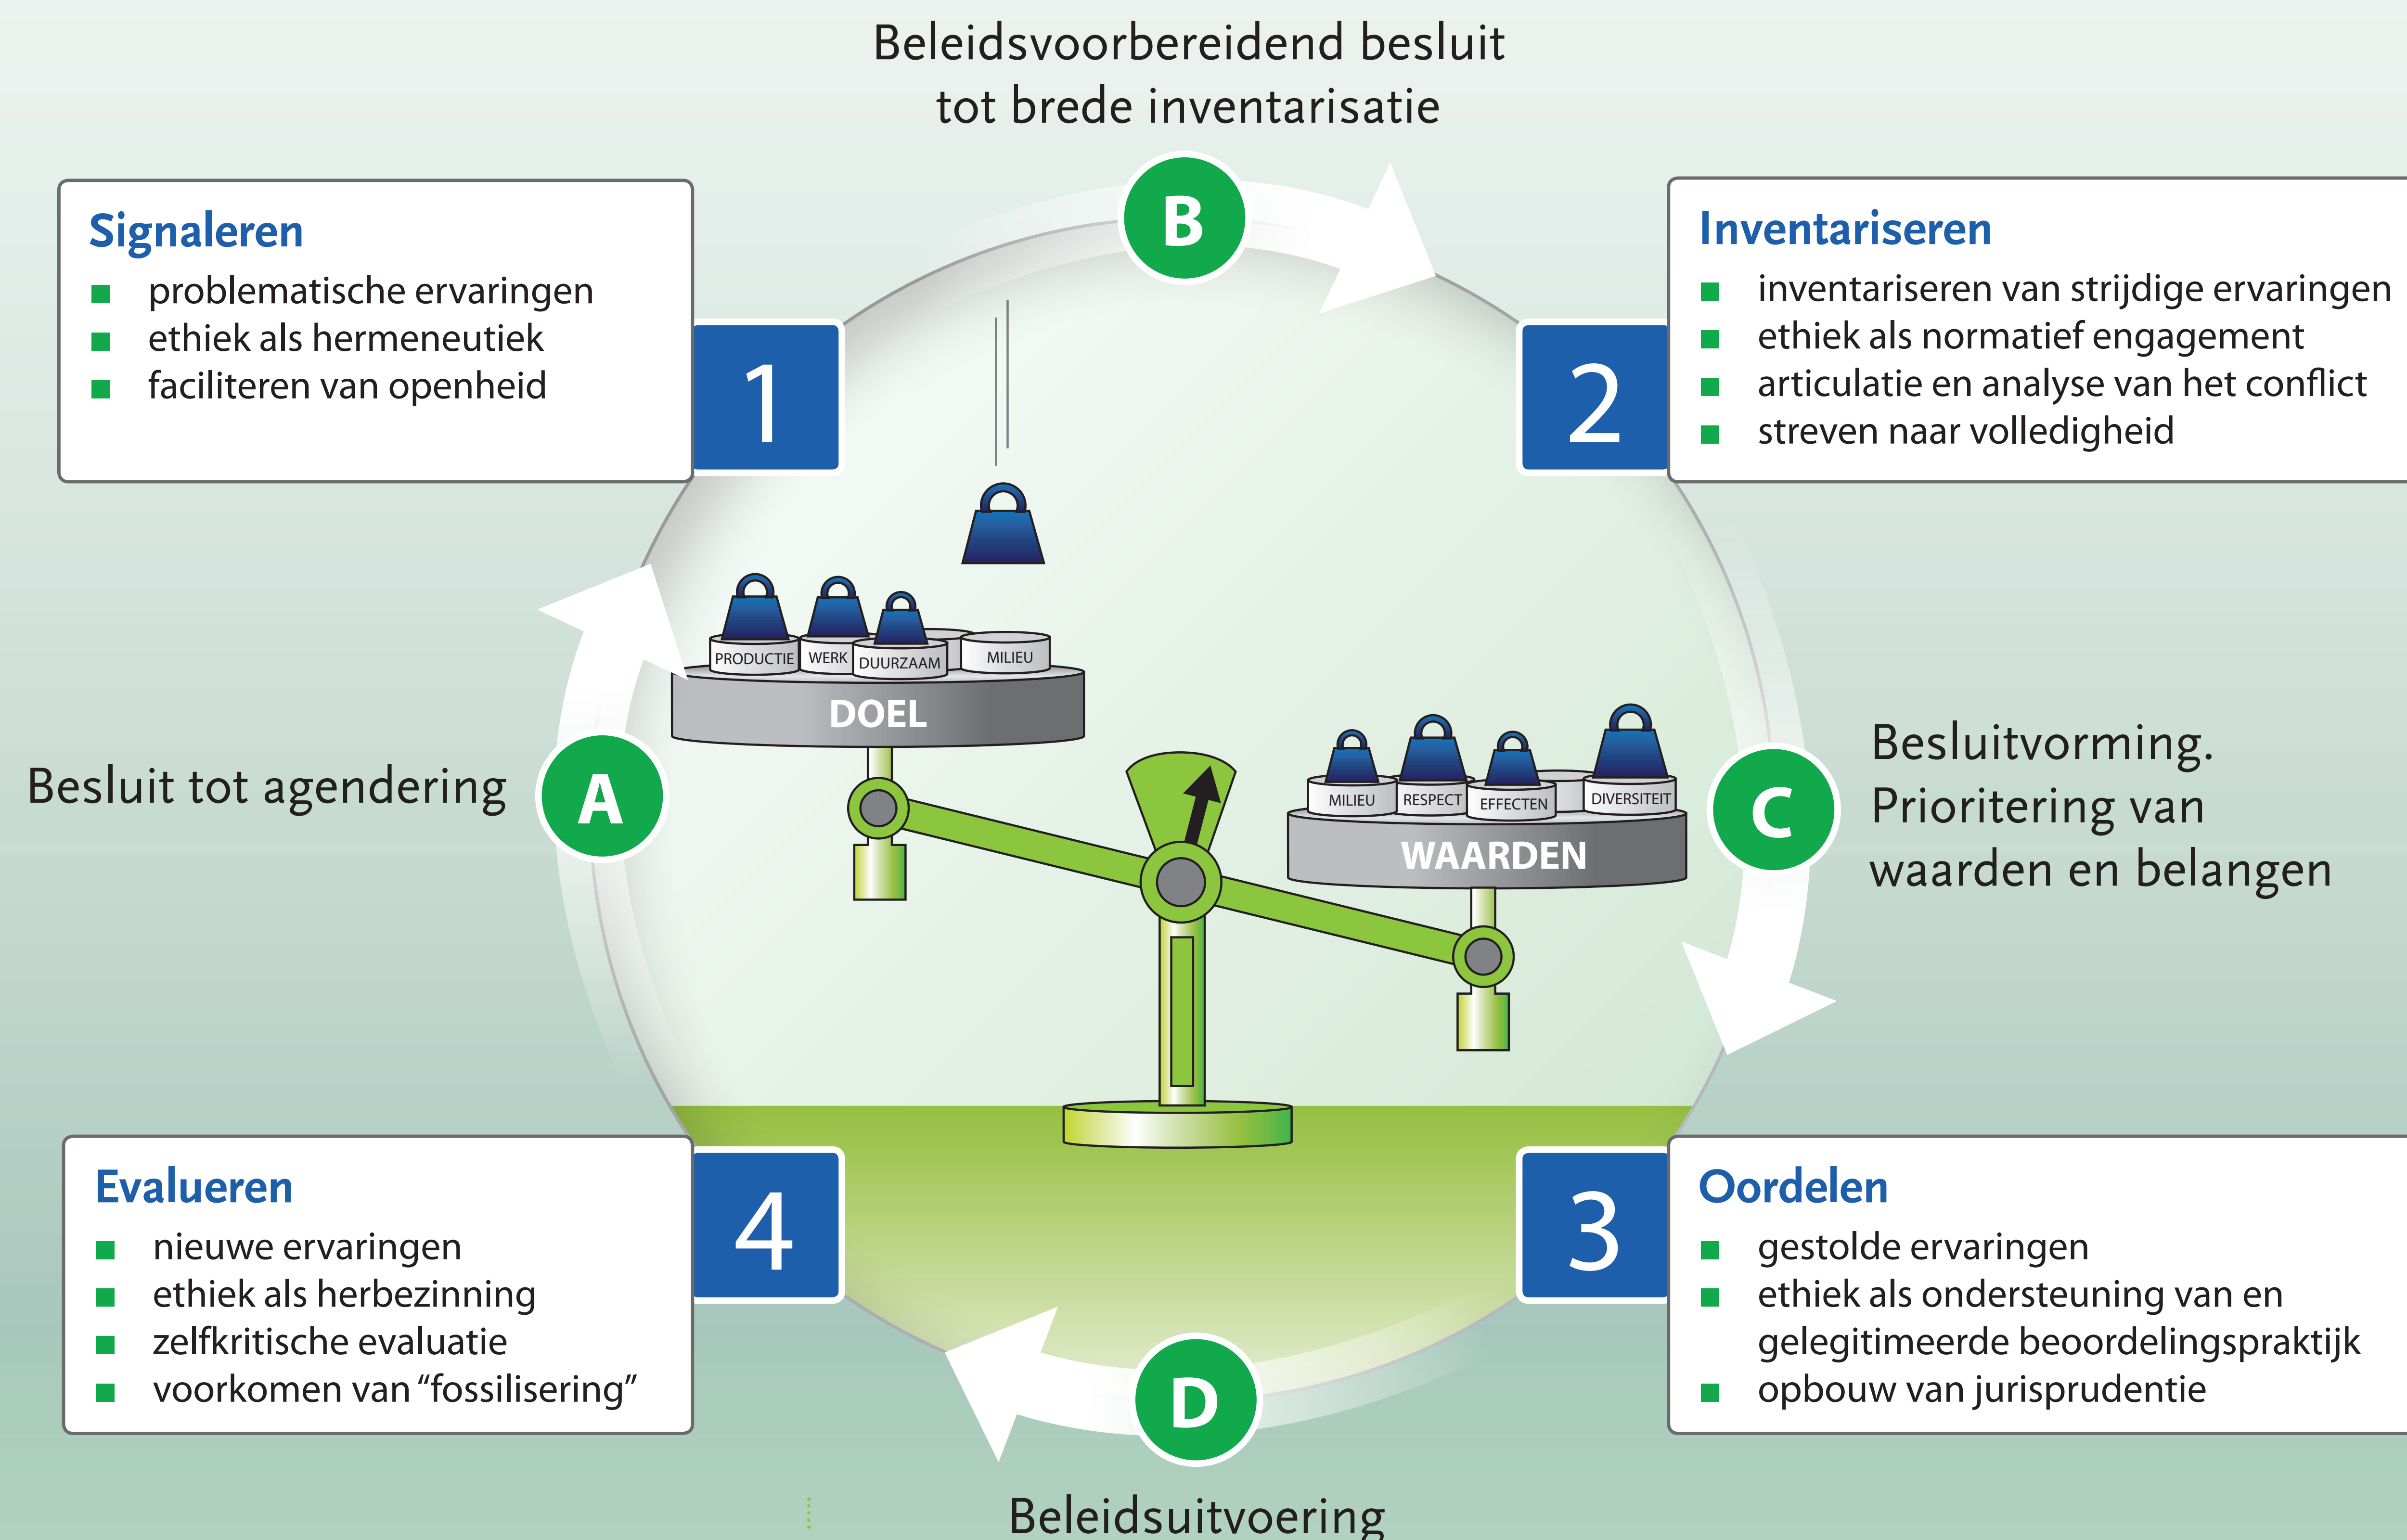 Beleidsvoorbereidend besluit
tot brede inventarisatie
B
Signaleren
problematische ervaringen
ethiek als hermeneutiek
faciliteren van openheid
1
2
Inventariseren
inventariseren van strijdige ervaringen
ethiek als normatief engagement
articulatie en analyse van het conflict
streven naar volledigheid
Besluit tot agendering
A
PRODUCTIE
WERK
DUURZAAM
MILIEU
DOEL
MILIEU
RESPECT
EFFECTEN
DIVERSITEIT
WAARDEN
C
Besluitvorming.
Prioritering van
waarden en belangen
Evalueren
nieuwe ervaringen
ethiek als herbezinning
zelfkritische evaluatie
voorkomen van “fossilisering”
4
3
Oordelen
gestolde ervaringen
ethiek als ondersteuning van en
gelegitimeerde beoordelingspraktijk
opbouw van jurisprudentie
D
Beleidsuitvoering